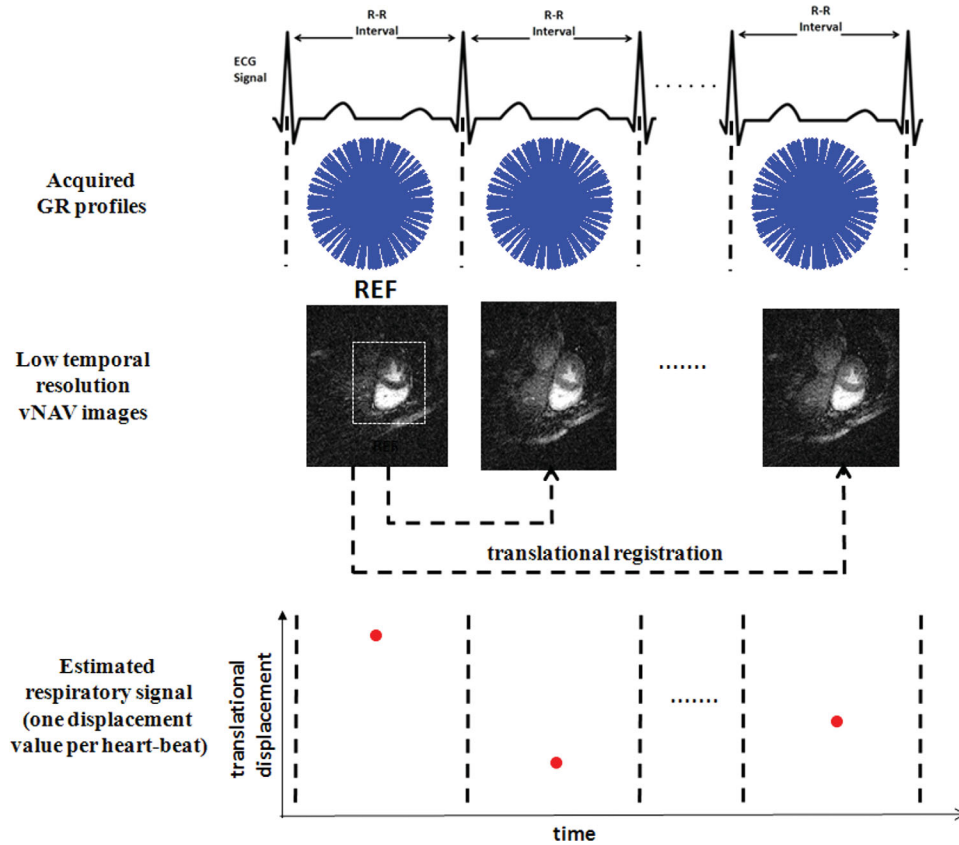 R-R
Interval
R-R
Interval
R-R
Interval
ECG
Signal
. . . . . .
Acquired
GR profiles
REF
Low temporal
resolution
vNAV images
.......
REF
translational registration
Estimated
respiratory signal
(one displacement
value per heart-beat)
translational
displacement
.......
time